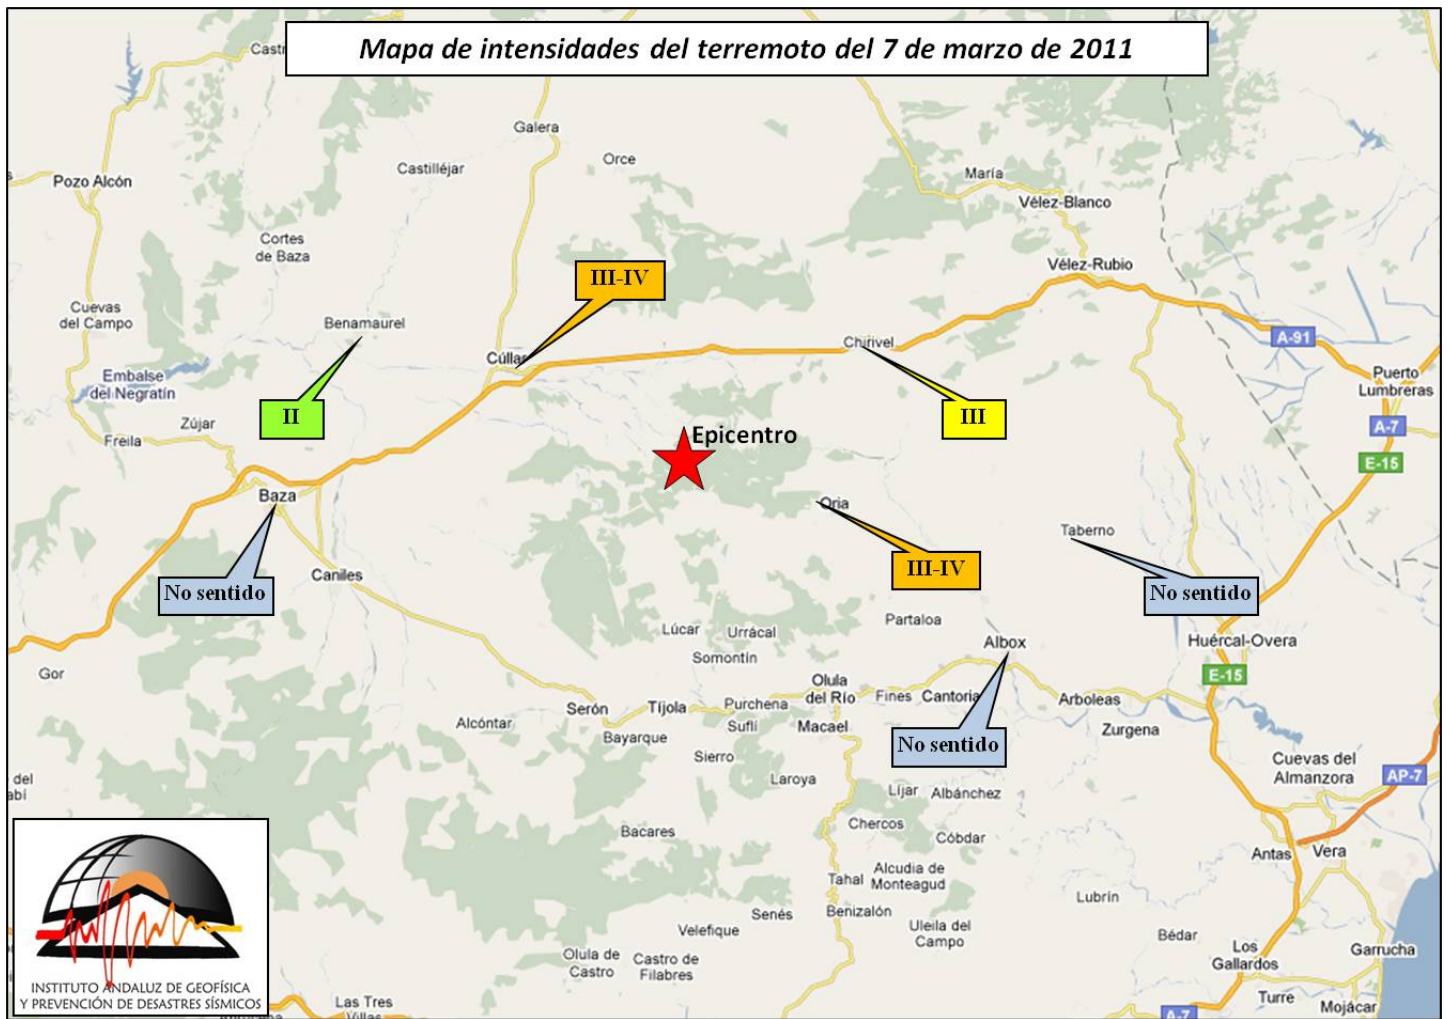 Mapa de intensidades del terremoto del 7 de marzo de 2011
Galera
Castilléjar
Orce
Pozo Alcón
María
Vélez-Blanco
Cortes
de Baza
Vélez-Rubio
III-IV
Cuevas
del Campo
Benamaurel
Cúllar
Chirivel
A-91
Embalse
del Negratín
Puerto
Lumbreras
II
III
Zújar
Freila
Epicentro
A-7
E-15
Baza
Oria
Taberno
Caniles
No sentido
III-IV
No sentido
Partaloa
Lúcar
Urrácal
Somontín
Albox
Huércal-Overa
Gor
E-15
Olula
del Río
Fines
Cantoria
Arboleas
Serón
Tíjola
Purchena
Alcóntar
Suflí
Macael
Zurgena
Bayarque
No sentido
Sierro
Laroya
Cuevas del
Almanzora
AP-7
del
Líjar
Albánchez
Chercos
Bacares
Cóbdar
Antas
Vera
Alcudia de
Monteagud
Tahal
Lubrín
Senés
Benizalón
Velefique
Uleila del
Campo
Bédar
Los
Gallardos
Garrucha
Olula de
Castro
Castro de
Filabres
INSTITUTO ANDALUZ DE GEOFÍSICA
Y PREVENCIÓN DE DESASTRES SÍSMICOS
Las Tres
Villas
Turre
Mojácar
A-7